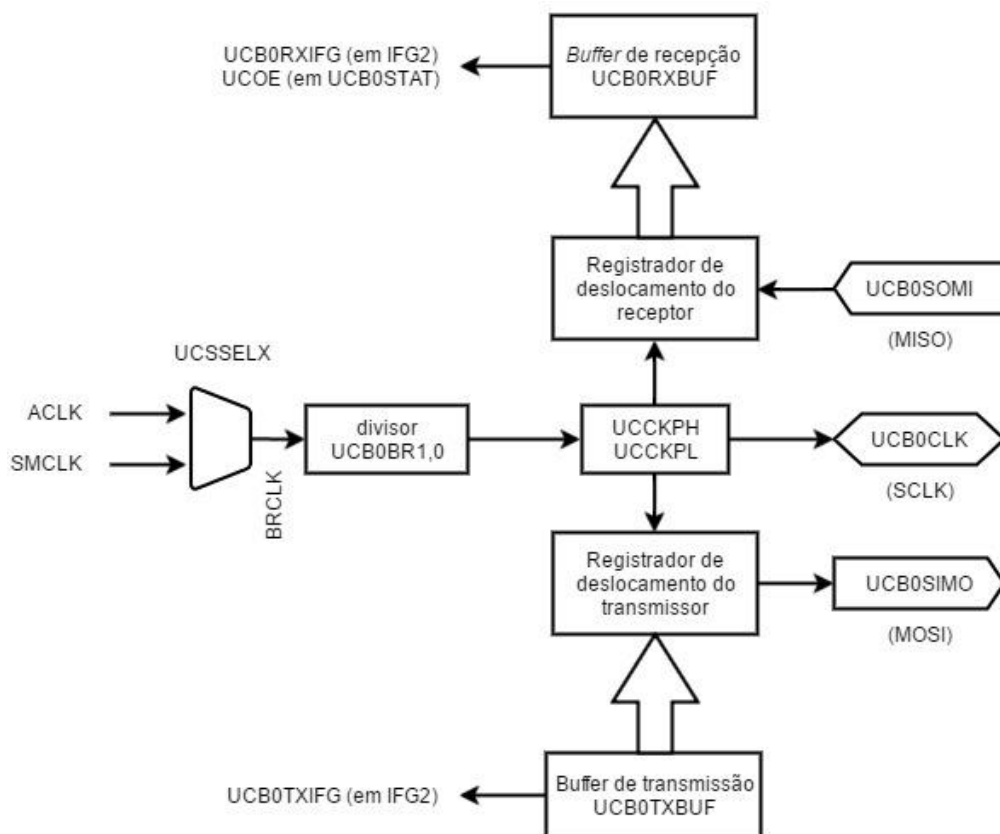 UCB0RXIFG (em IFG2)
UCOE (em UCB0STAT)
Buffer de recepção
UCB0RXBUF
Registrador de
deslocamento do
receptor
UCB0SOMI
(MISO)
UCSSELX
ACLK
SMCLK
BRCLK
divisor
UCB0BR1,0
UCCKPH
UCCKPL
UCB0CLK
(SCLK)
Registrador de
deslocamento do
transmissor
UCB0SIMO
(MOSI)
UCB0TXIFG (em IFG2)
Buffer de transmissão
UCB0TXBUF